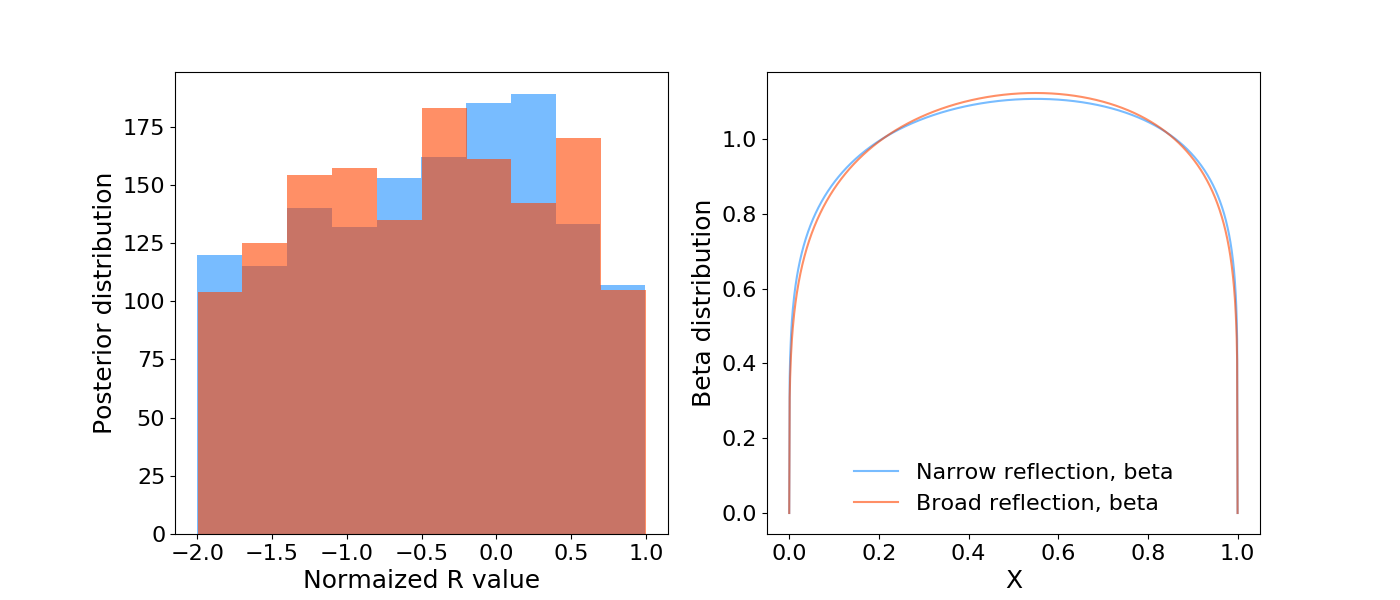 Posterior distribution
175
150
125
100
75
50
25
0
−2.0 −1.5 −1.0 −0.5 0.0 0.5 1.0
Normaized R value
Beta distribution
1.0
0.8
0.6
0.4
0.2
0.0
Narrow reflection, beta
Broad reflection, beta
0.0 0.2 0.4 0.6 0.8 1.0
X